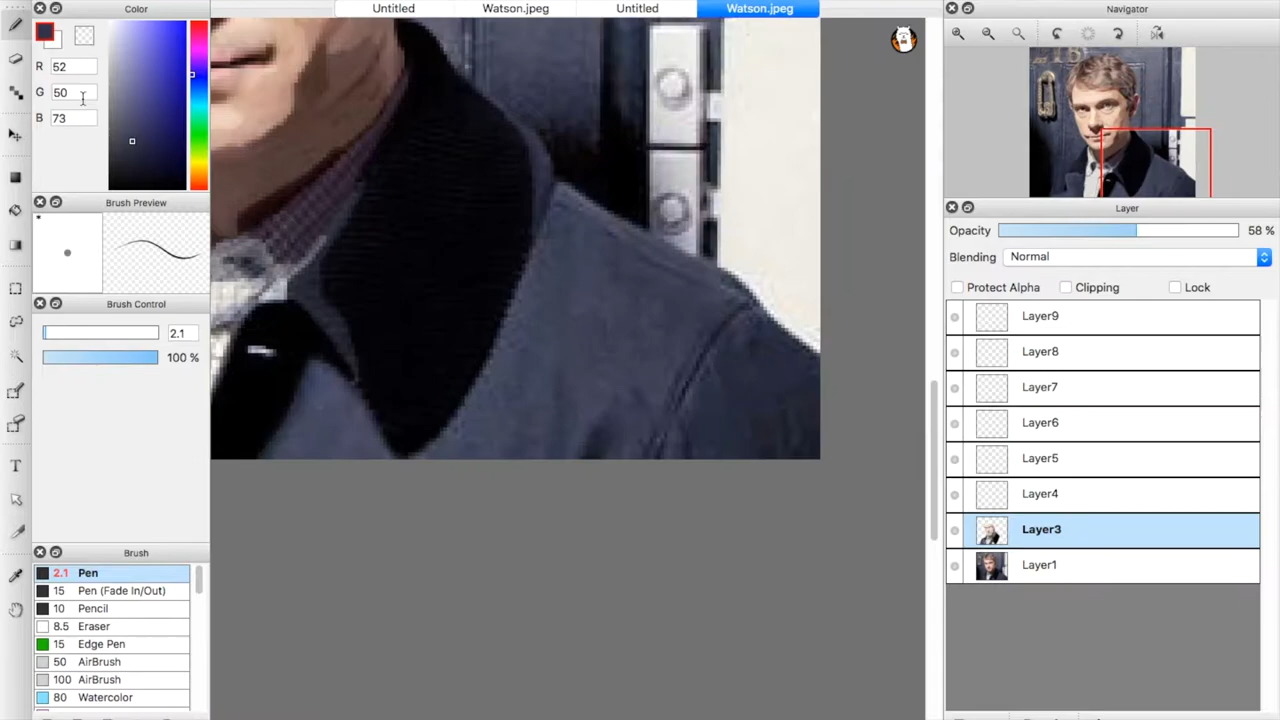 Color
Untitled
Watson.jpeg
Untitled
Watson.jpeg
Navigator
R 52
G 50
B 73
18
Brush Preview
Layer
Opacity 58 %
Blending Normal
Protect Alpha Clipping Lock
Brush Control
2.1
100 %
Layer9
Layer8
Layer7
Layer6
Layer5
Layer4
Layer3
Layer1
Brush
2.1 Pen
15 Pen (Fade In/Out)
10 Pencil
8.5 Eraser
15 Edge Pen
50 AirBrush
100 AirBrush
80 Watercolor
T